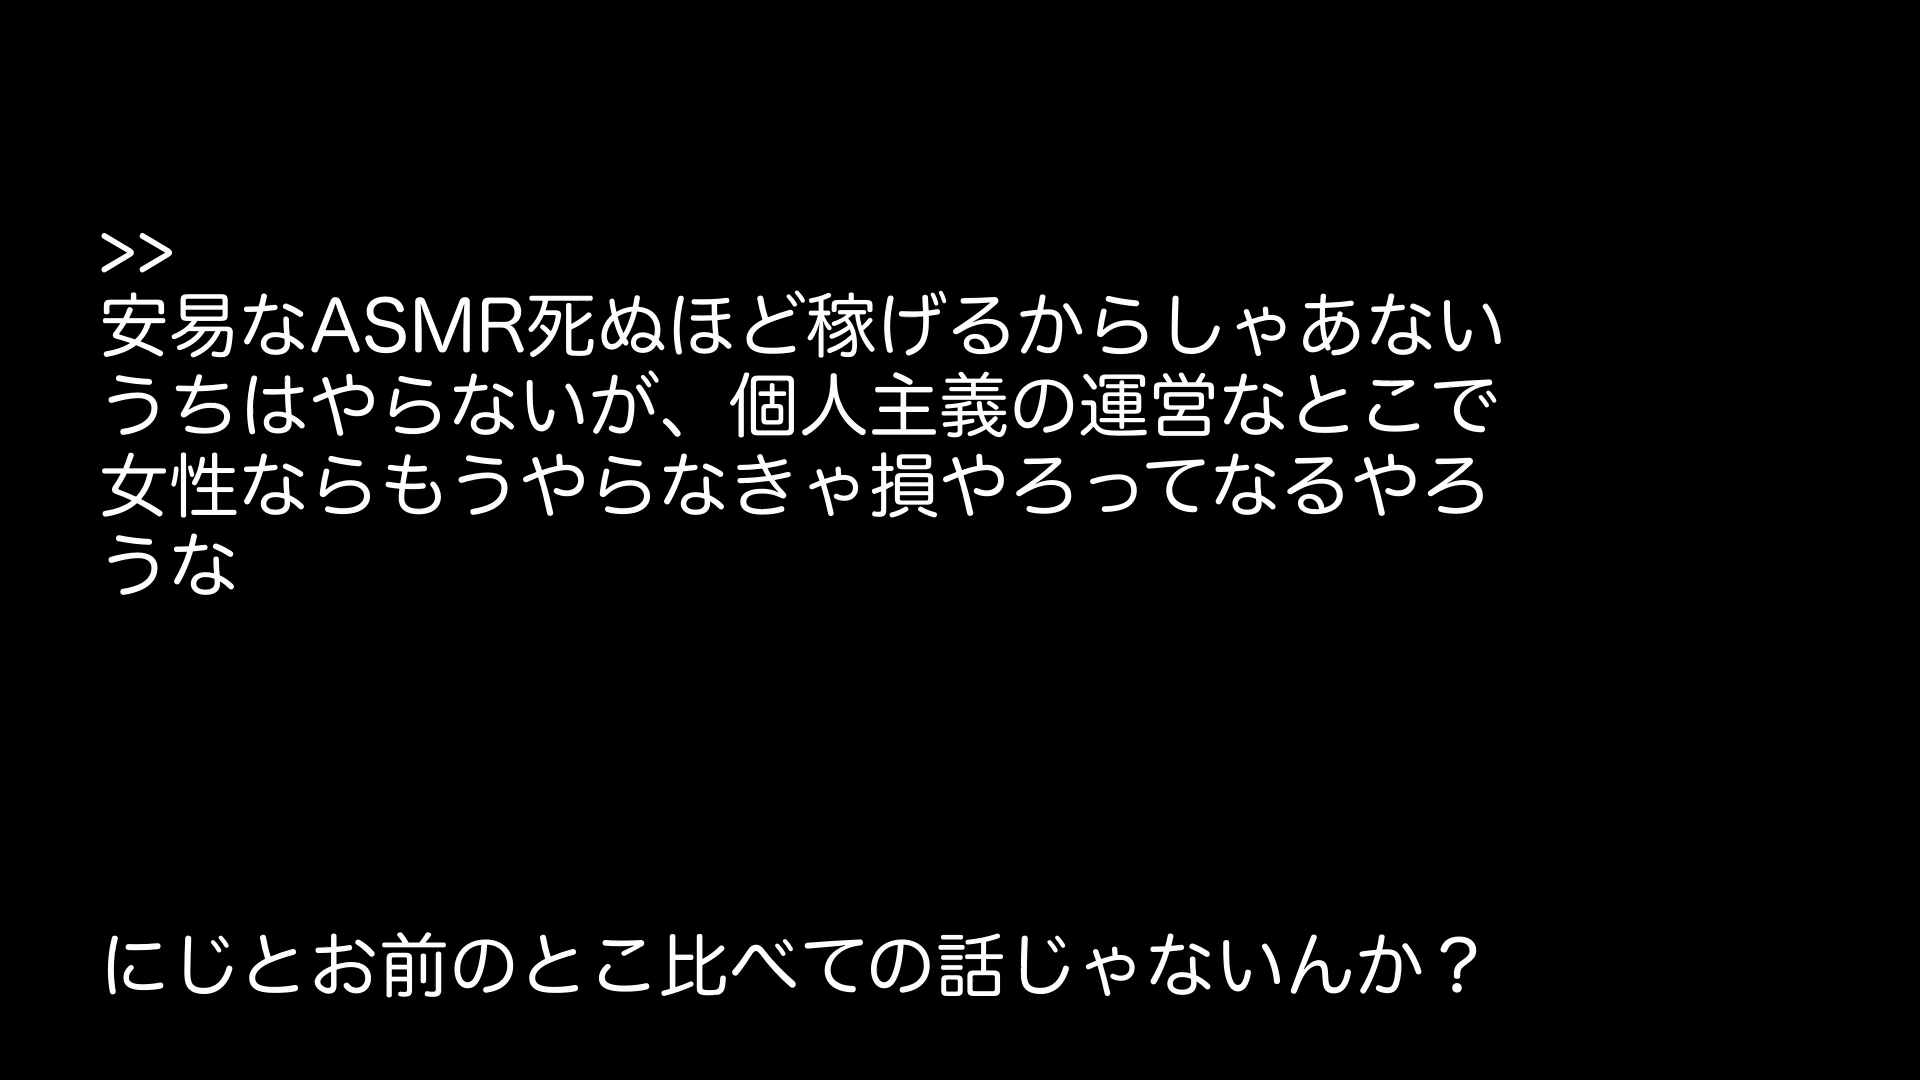 >>
安易なASMR死ぬほど稼げるからしゃあない
うちはやらないが、個人主義の運営なとこで
女性ならもうやらなきゃ損やろってなるやろ
うな
にじとお前のとこ比べての話じゃないんか？